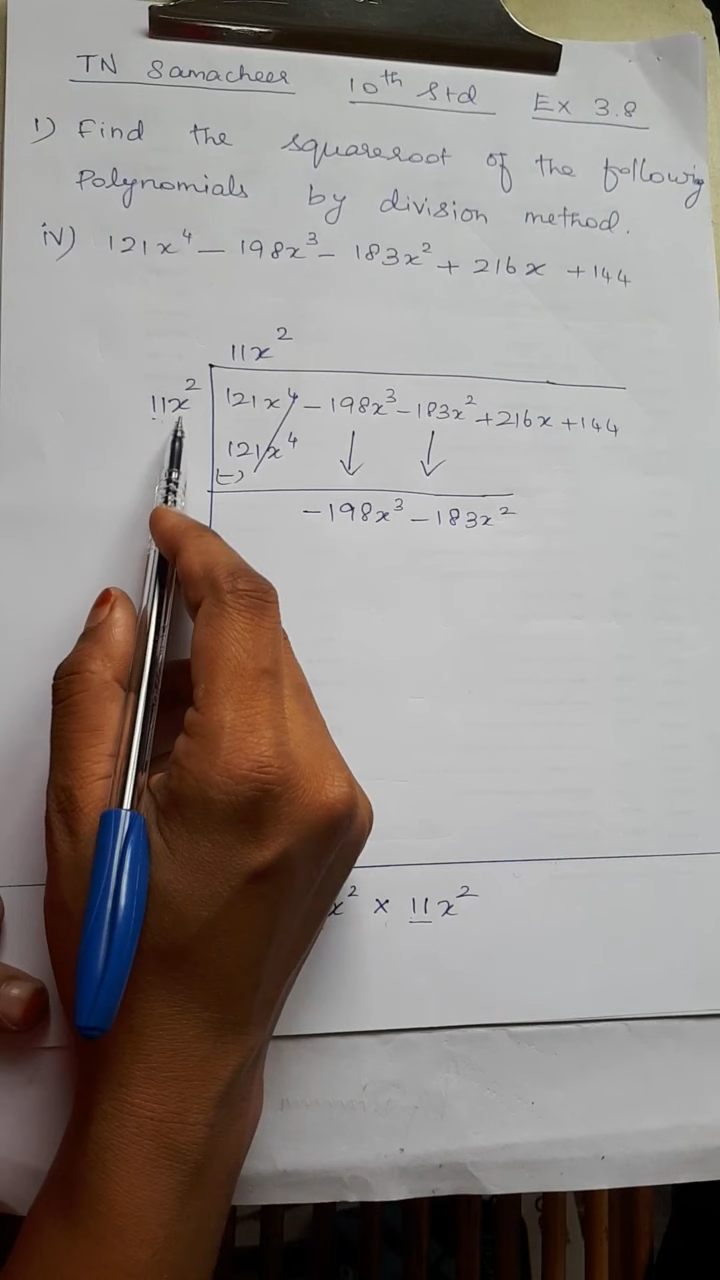 TN Samacheer 10th Std Ex 3.8
1) Find the squareroot of the following
Polynomials by division method.
iv) 121x⁴ - 198x³ - 183x² + 216x + 144
11x²
11x² 121x⁴ - 198x³ - 183x² + 216x + 144
121x⁴ ↓ ↓
(-)
- 198x³ - 183x²
x² × 11x²